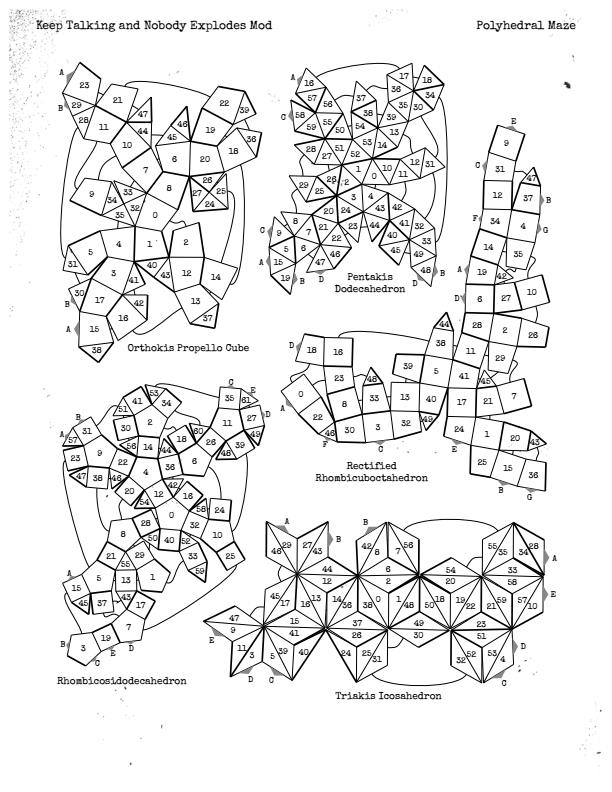 Keep Talking and Nobody Explodes Mod
Polyhedral Maze
A 23 B 29 28 21 11 47 44 10 7 46 45 22 39 19 6 20 38 18 8 26 27 25 24
9 34 33 32 35 0 4 1 2 5 31 3 40 41 43 12 14 30 B 17 42 16 13 37 A 15 38
Orthokis Propello Cube
A 16 57 56 C 58 59 55 50 37 38 54 17 36 18 34 35 30 39 13 53 14 28 27 51 52
29 25 26 2 1 0 10 11 12 31 3 4 20 24 43 42 C 9 8 7 21 23 44 41 32 5 6 22 40 33 A 15 47 46 45 49 19 B D 48 B
Pentakis
Dodecahedron
E 9 C 31 47 12 37 B F 34 4 G 14 35 A 19 42 D 6 27 10 28 2 26 44 38 11 29
D 18 16 39 5 41 45 23 48 0 8 33 13 40 17 21 7 A 22 46 30 3 32 49 24 1 20 43 F C E 25 15 36 B G
Rectified
Rhombicuboctahedron
41 53 34 51 C 35 61 E B 31 30 2 11 27 D A 57 60 18 49 56 14 26 39 23 9 22 44 48 4 36 6 47 38 46 20 42 12 16 54 58 24 0 28 32 8 50 40 52 10 21 29 33 25 55 59 A 15 5 13 1 45 37 43 17 7 B 19 3 C E D
Rhombicosidodecahedron
A B 46 29 27 43 B 42 8 7 56 55 35 34 28 A 44 6 54 33 12 2 20 58 45 17 16 13 14 36 38 0 1 48 50 18 19 22 21 59 57 10 E 47 15 37 49 23 9 41 26 30 51 E 11 3 5 39 40 24 25 31 32 52 53 4 D D C C
Triakis Icosahedron